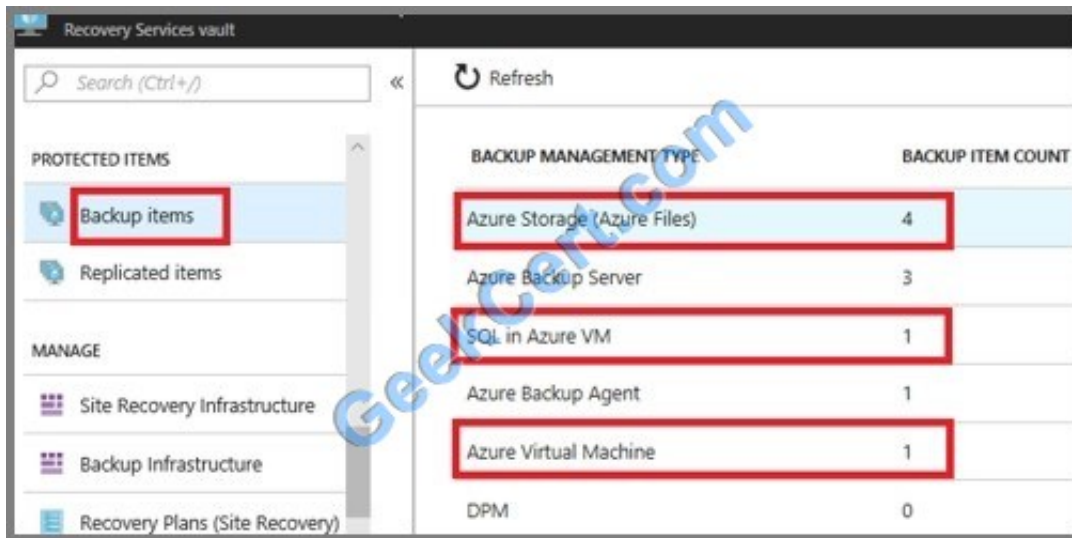 Recovery Services vault
Search (Ctrl+/)
«
Refresh
PROTECTED ITEMS
Backup items
Replicated items
MANAGE
Site Recovery Infrastructure
Backup Infrastructure
Recovery Plans (Site Recovery)
BACKUP MANAGEMENT TYPE BACKUP ITEM COUNT
Azure Storage (Azure Files) 4
Azure Backup Server 3
SQL in Azure VM 1
Azure Backup Agent 1
Azure Virtual Machine 1
DPM 0
GeekCert.com